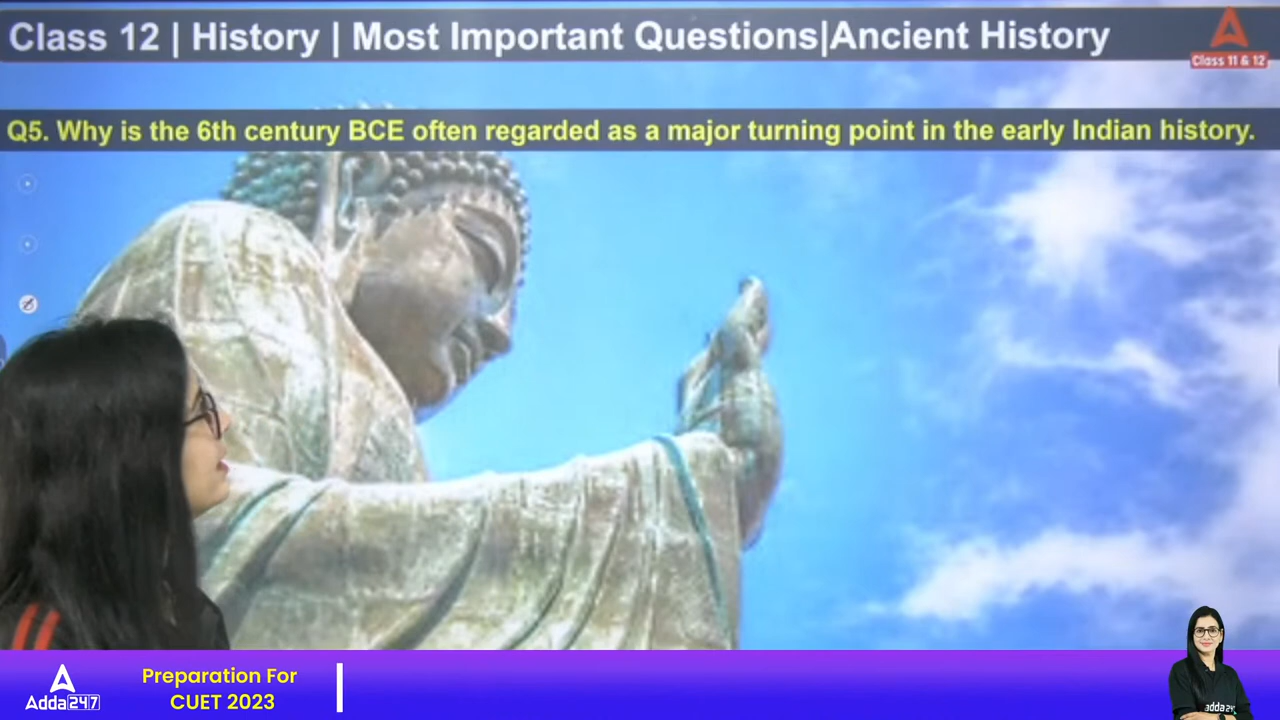 Class 12 | History | Most Important Questions|Ancient History
Class 11 & 12
Q5. Why is the 6th century BCE often regarded as a major turning point in the early Indian history.
Adda247
Preparation For
CUET 2023
adda247